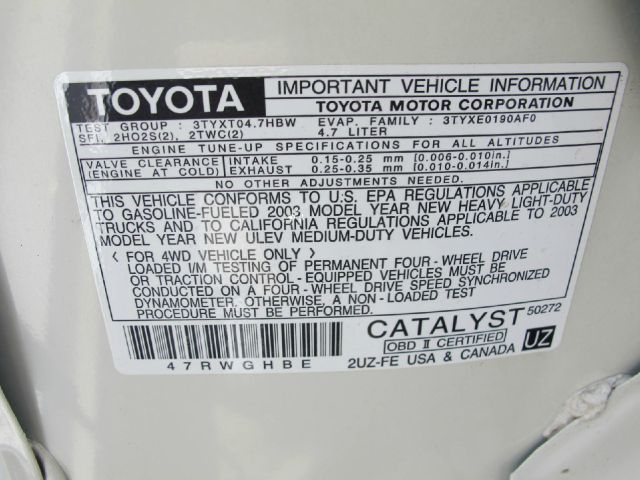 TOYOTA
IMPORTANT VEHICLE INFORMATION
TOYOTA MOTOR CORPORATION
TEST GROUP : 3TYXT04.7HBW EVAP. FAMILY : 3TYXE0190AF0
SFI, 2HO2S(2), 2TWC(2) 4.7 LITER
ENGINE TUNE-UP SPECIFICATIONS FOR ALL ALTITUDES
VALVE CLEARANCE INTAKE 0.15-0.25 mm [0.006-0.010in.]
(ENGINE AT COLD) EXHAUST 0.25-0.35 mm [0.010-0.014in.]
NO OTHER ADJUSTMENTS NEEDED.
THIS VEHICLE CONFORMS TO U.S. EPA REGULATIONS APPLICABLE
TO GASOLINE-FUELED 2003 MODEL YEAR NEW HEAVY LIGHT-DUTY
TRUCKS AND TO CALIFORNIA REGULATIONS APPLICABLE TO 2003
MODEL YEAR NEW ULEV MEDIUM-DUTY VEHICLES.
< FOR 4WD VEHICLE ONLY >
LOADED I/M TESTING OF PERMANENT FOUR-WHEEL DRIVE
OR TRACTION CONTROL-EQUIPPED VEHICLES MUST BE
CONDUCTED ON A FOUR-WHEEL DRIVE SPEED SYNCHRONIZED
DYNAMOMETER. OTHERWISE, A NON-LOADED TEST
PROCEDURE MUST BE PERFORMED.
CATALYST 50272
OBD II CERTIFIED UZ
47RWGHBE 2UZ-FE USA & CANADA